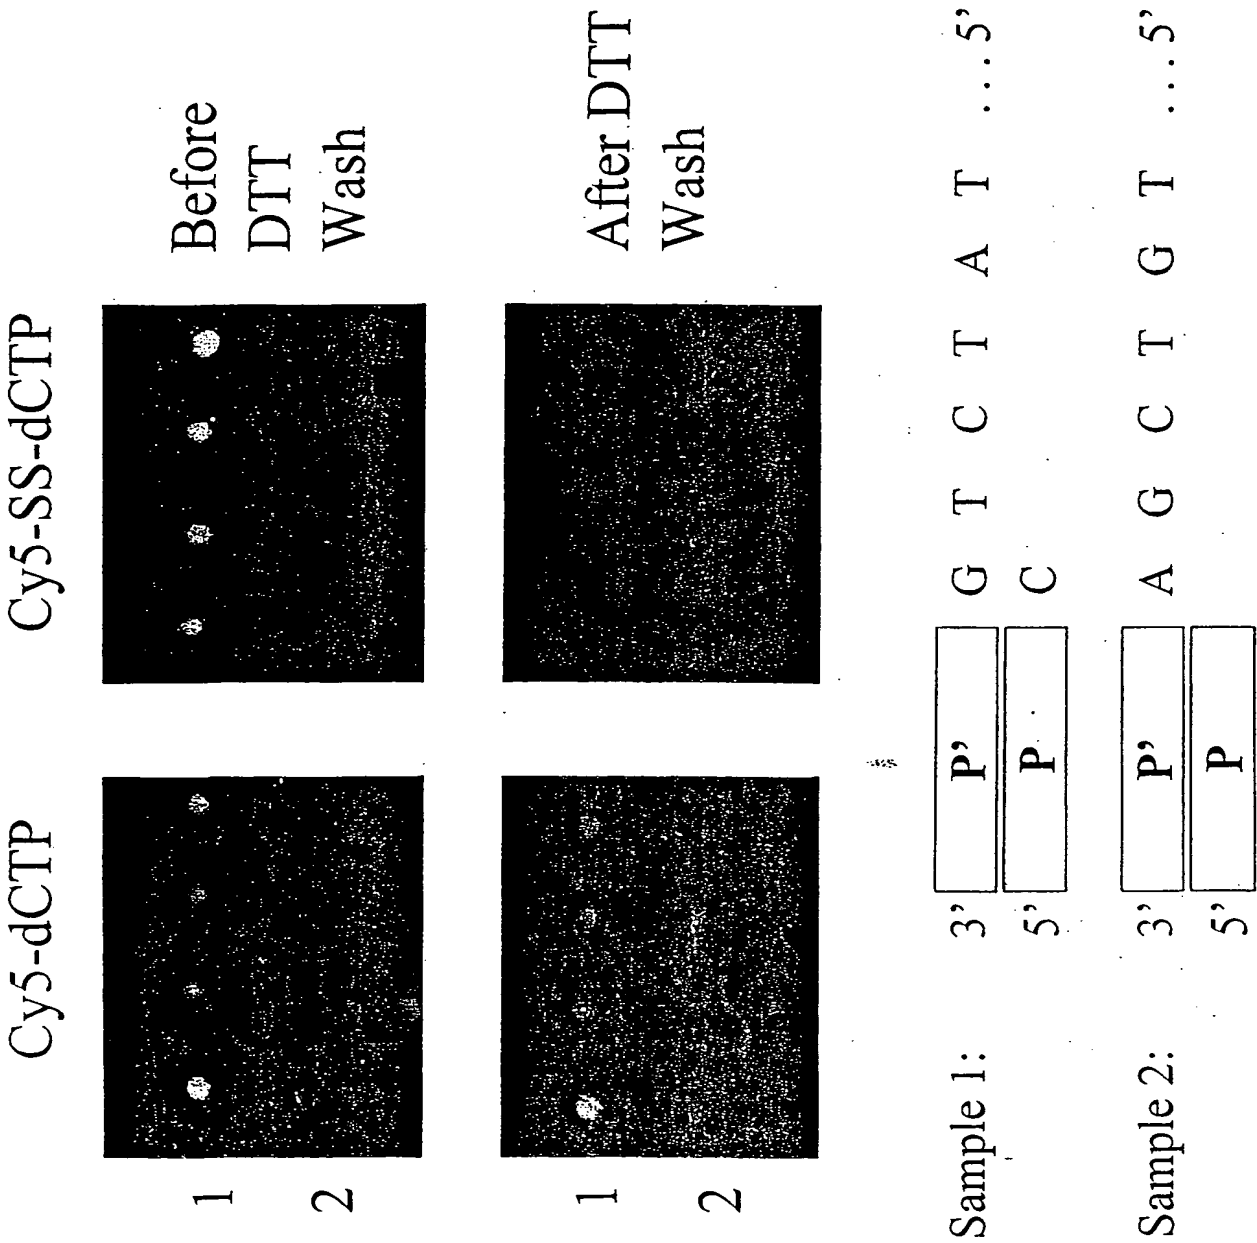 Cy5-dCTP
Cy5-SS-dCTP
1
2
Before
DTT
Wash
1
2
After DTT
Wash
Sample 1:
3’ P’ G T C T A T ....5’
5’ P C
Sample 2:
3’ P’ A G C T G T ....5’
5’ P